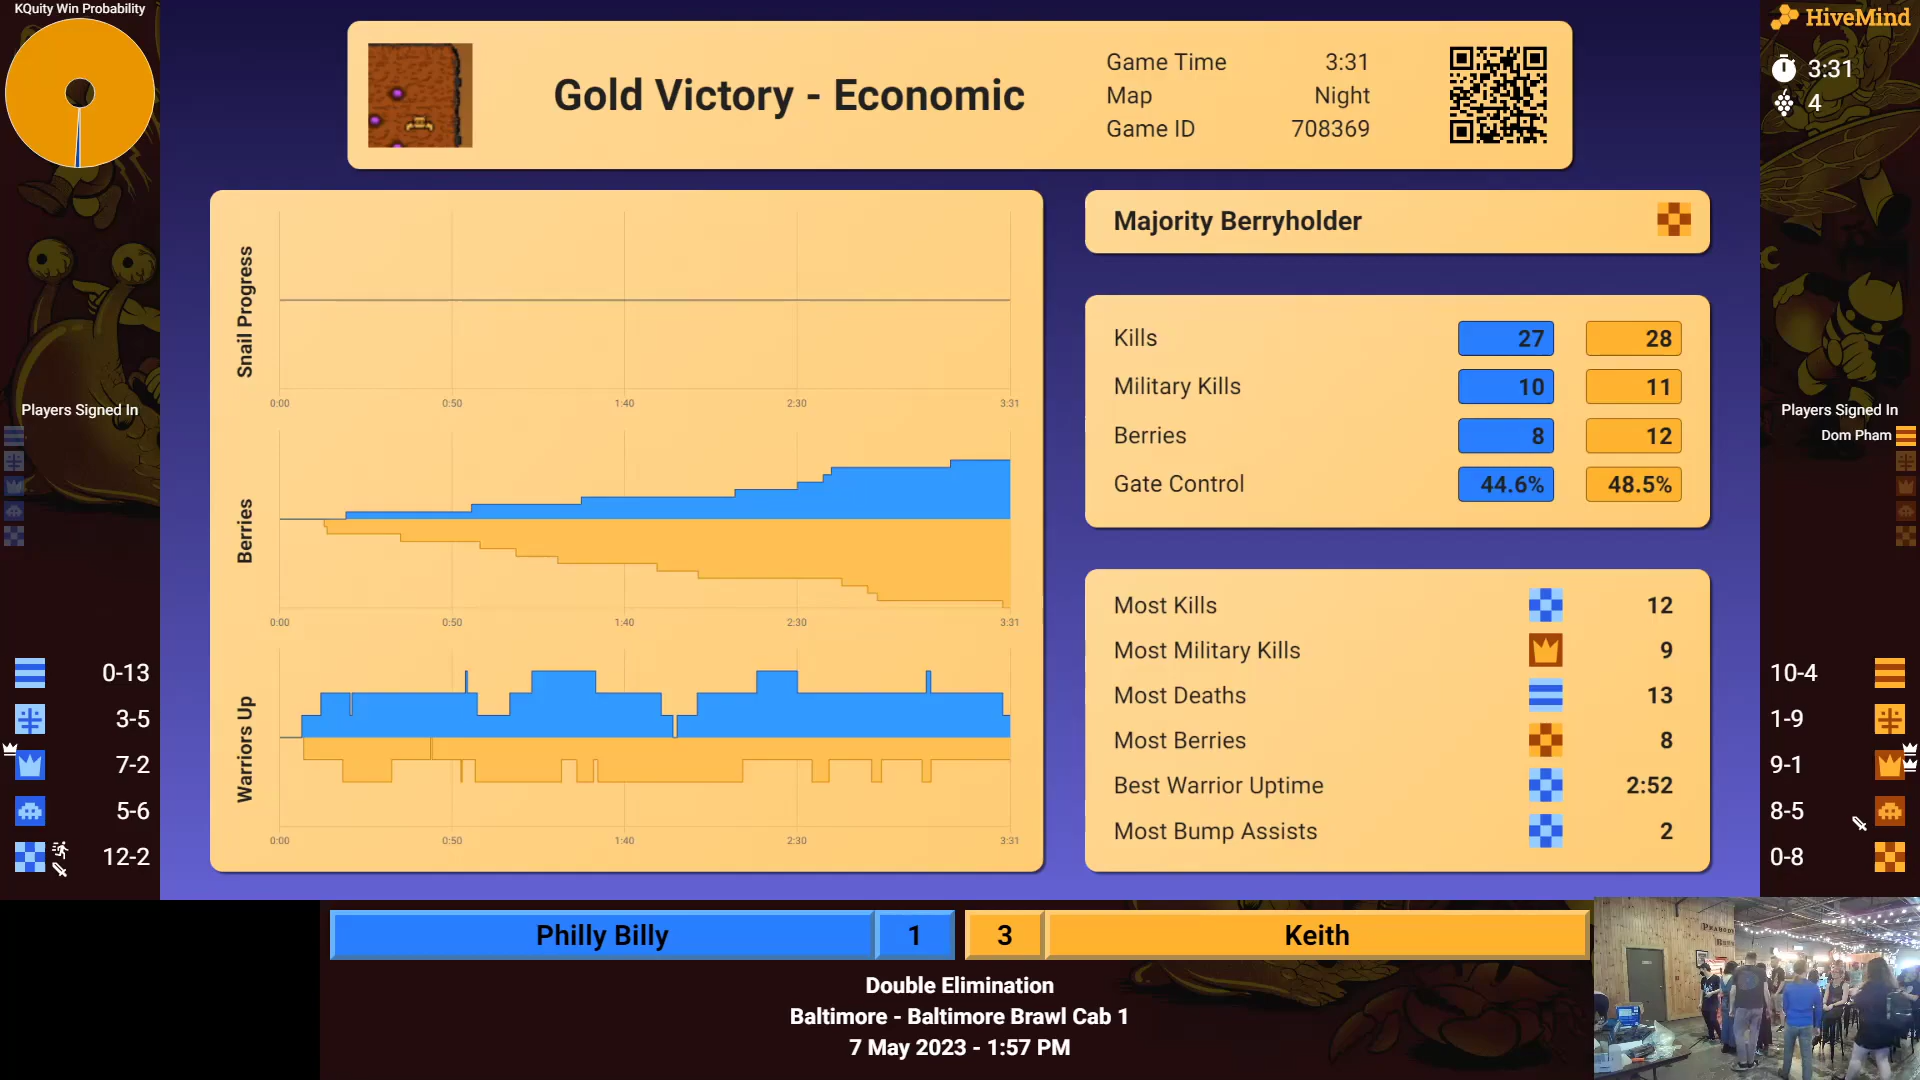 KQuity Win Probability
HiveMind
3:31
4
Gold Victory - Economic
Game Time 3:31
Map Night
Game ID 708369
Snail Progress
0:00 0:50 1:40 2:30 3:31
Berries
0:00 0:50 1:40 2:30 3:31
Warriors Up
0:00 0:50 1:40 2:30 3:31
Majority Berryholder
Kills 27 28
Military Kills 10 11
Berries 8 12
Gate Control 44.6% 48.5%
Most Kills 12
Most Military Kills 9
Most Deaths 13
Most Berries 8
Best Warrior Uptime 2:52
Most Bump Assists 2
Players Signed In
0-13
3-5
7-2
5-6
12-2
Players Signed In
Dom Pham
10-4
1-9
9-1
8-5
0-8
Philly Billy 1 3 Keith
Double Elimination
Baltimore - Baltimore Brawl Cab 1
7 May 2023 - 1:57 PM